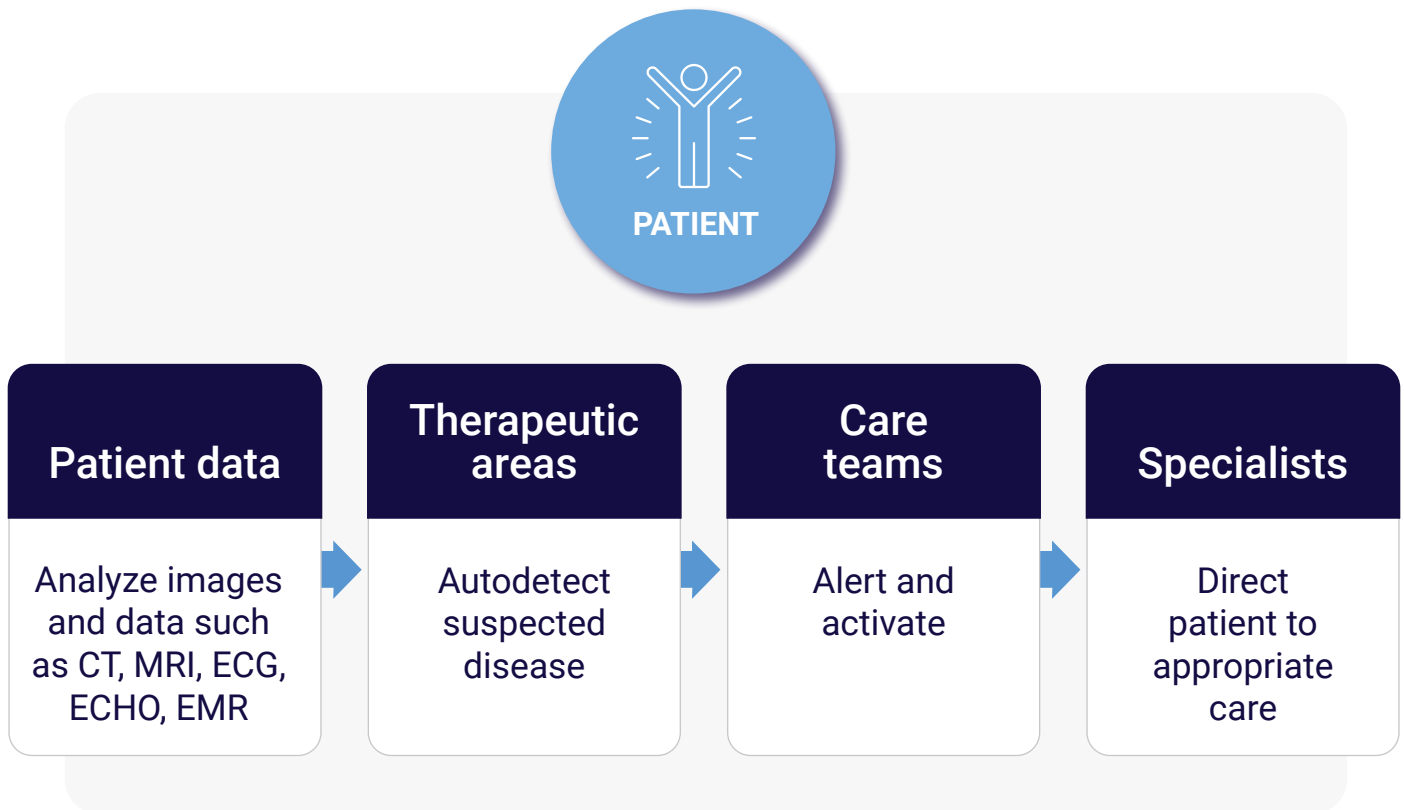 PATIENT
Patient data
Analyze images
and data such
as CT, MRI, ECG,
ECHO, EMR
Therapeutic
areas
Autodetect
suspected
disease
Care
teams
Alert and
activate
Specialists
Direct
patient to
appropriate
care